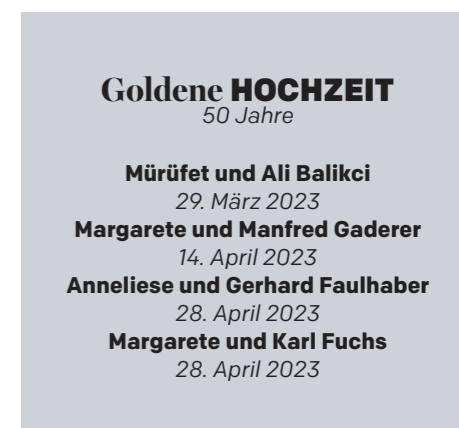 Goldene HOCHZEIT
50 Jahre
Mürüfet und Ali Balikci
29. März 2023
Margarete und Manfred Gaderer
14. April 2023
Anneliese und Gerhard Faulhaber
28. April 2023
Margarete und Karl Fuchs
28. April 2023